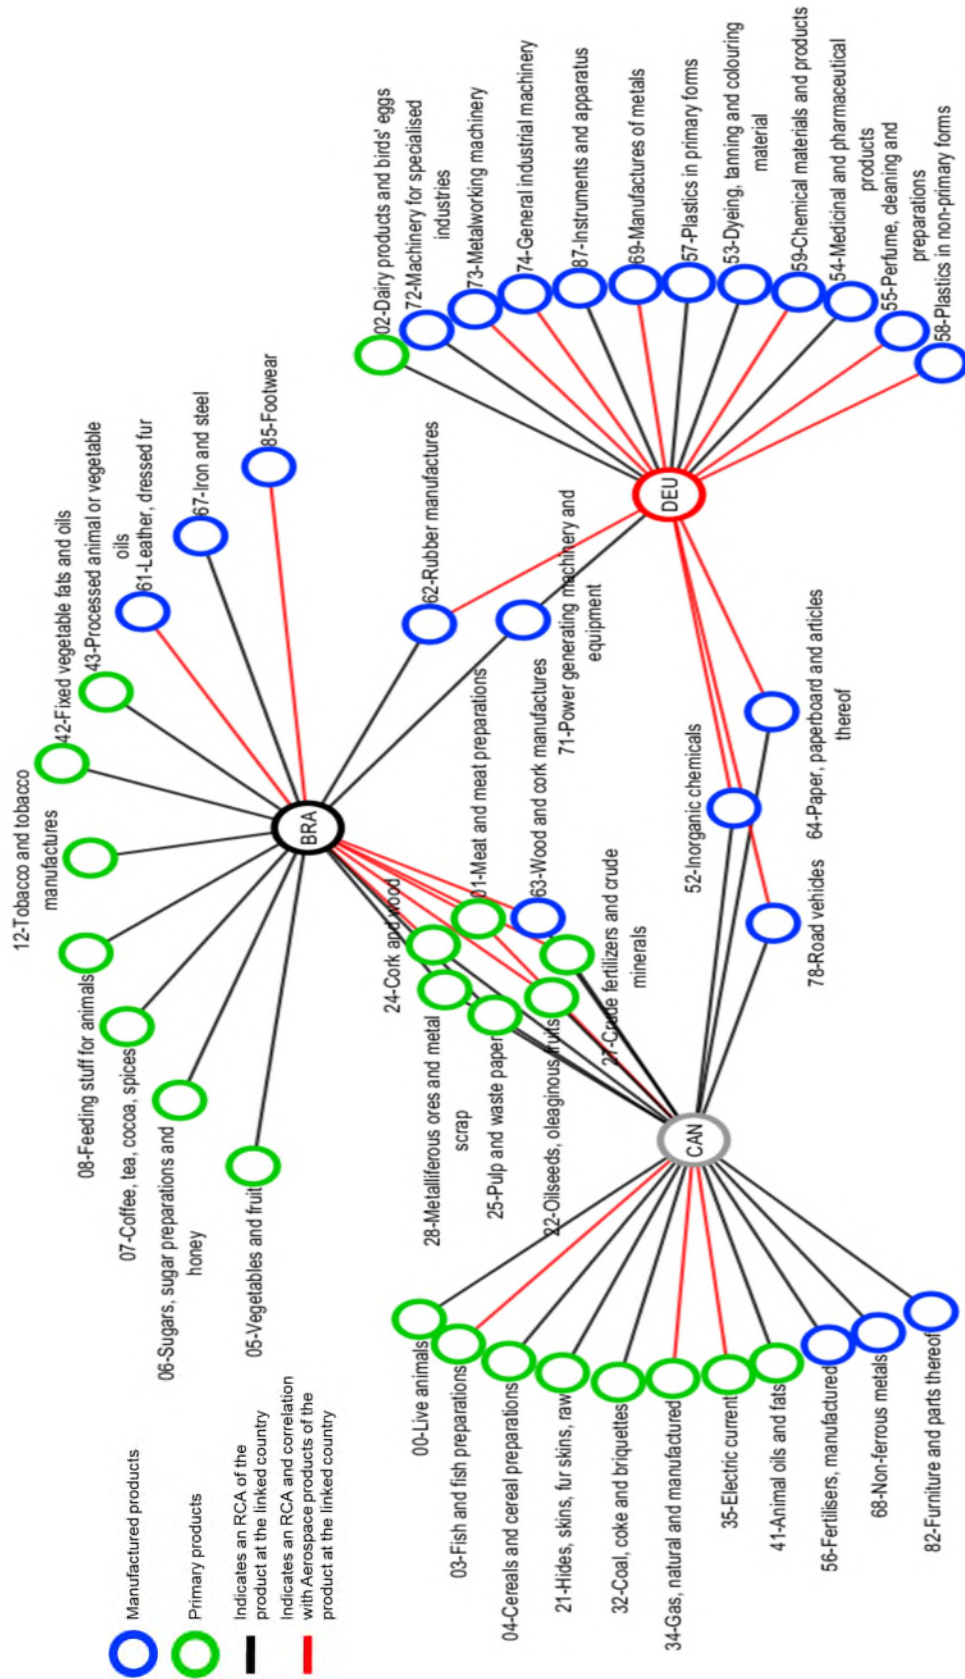 Manufactured products
Primary products
Indicates an RCA of the
product at the linked country
Indicates an RCA and correlation
with Aerospace products of the
product at the linked country
12-Tobacco and tobacco
manufactures
42-Fixed vegetable fats and oils
43-Processed animal or vegetable
oils
61-Leather, dressed fur
67-Iron and steel
85-Footwear
08-Feeding stuff for animals
07-Coffee, tea, cocoa, spices
06-Sugars, sugar preparations and
honey
05-Vegetables and fruit
BRA
62-Rubber manufactures
71-Power generating machinery and
equipment
24-Cork and wood
01-Meat and meat preparations
63-Wood and cork manufactures
28-Metalliferous ores and metal
scrap
25-Pulp and waste paper
22-Oilseeds, oleaginous fruits
27-Crude fertilizers and crude
minerals
02-Dairy products and birds' eggs
72-Machinery for specialised
industries
73-Metalworking machinery
74-General industrial machinery
87-Instruments and apparatus
69-Manufactures of metals
57-Plastics in primary forms
53-Dyeing, tanning and colouring
material
59-Chemical materials and products
54-Medicinal and pharmaceutical
products
55-Perfume, cleaning and
preparations
58-Plastics in non-primary forms
DEU
52-Inorganic chemicals
64-Paper, paperboard and articles
thereof
78-Road vehicles
CAN
00-Live animals
03-Fish and fish preparations
04-Cereals and cereal preparations
21-Hides, skins, fur skins, raw
32-Coal, coke and briquettes
34-Gas, natural and manufactured
35-Electric current
41-Animal oils and fats
56-Fertilisers, manufactured
68-Non-ferrous metals
82-Furniture and parts thereof